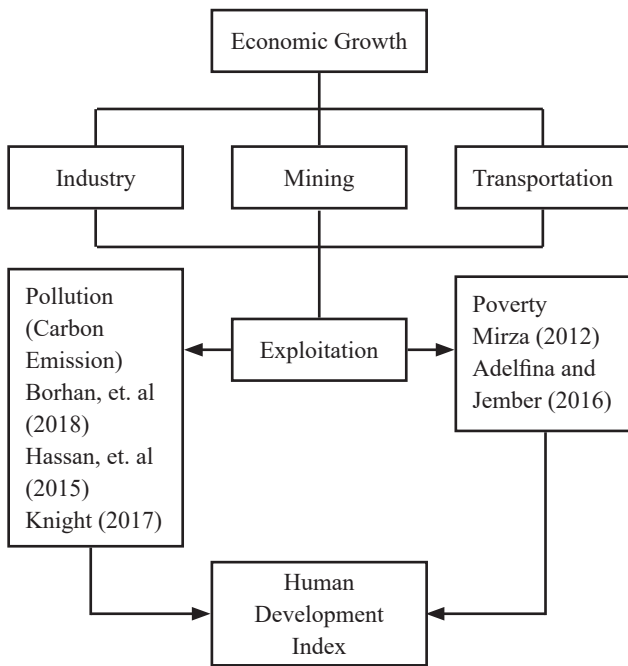 Economic Growth
Industry
Mining
Transportation
Pollution
(Carbon
Emission)
Borhan, et. al
(2018)
Hassan, et. al
(2015)
Knight (2017)
Exploitation
Poverty
Mirza (2012)
Adelfina and
Jember (2016)
Human
Development
Index